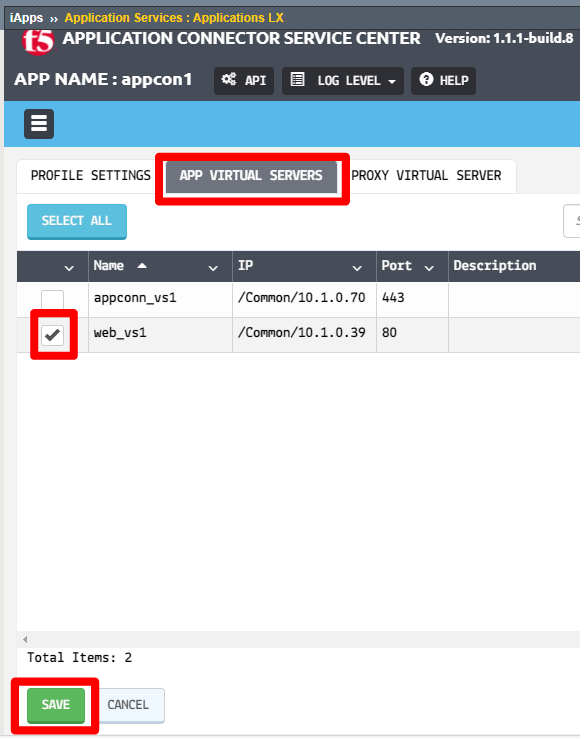 iApps ›› Application Services : Applications LX
f5 APPLICATION CONNECTOR SERVICE CENTER Version: 1.1.1-build.8
APP NAME : appcon1 API LOG LEVEL HELP
PROFILE SETTINGS APP VIRTUAL SERVERS PROXY VIRTUAL SERVER
SELECT ALL
Name IP Port Description
appconn_vs1 /Common/10.1.0.70 443
web_vs1 /Common/10.1.0.39 80
Total Items: 2
SAVE CANCEL